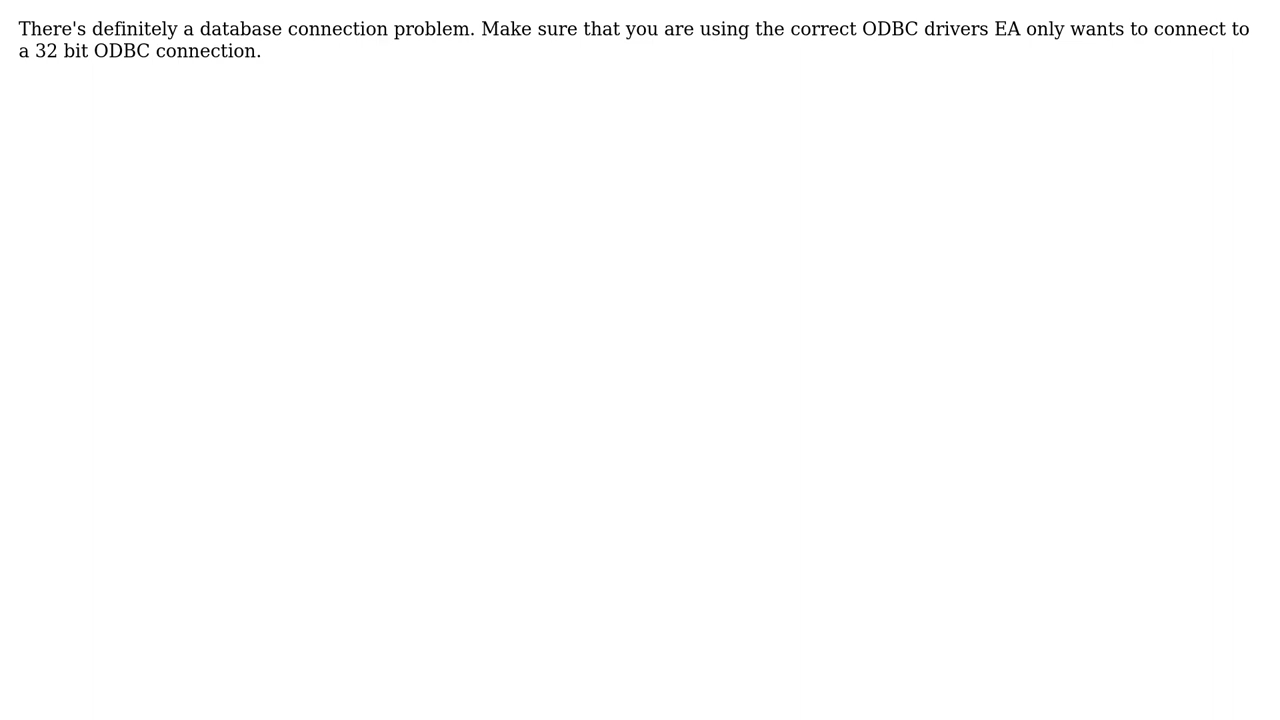 There's definitely a database connection problem. Make sure that you are using the correct ODBC drivers EA only wants to connect to
a 32 bit ODBC connection.